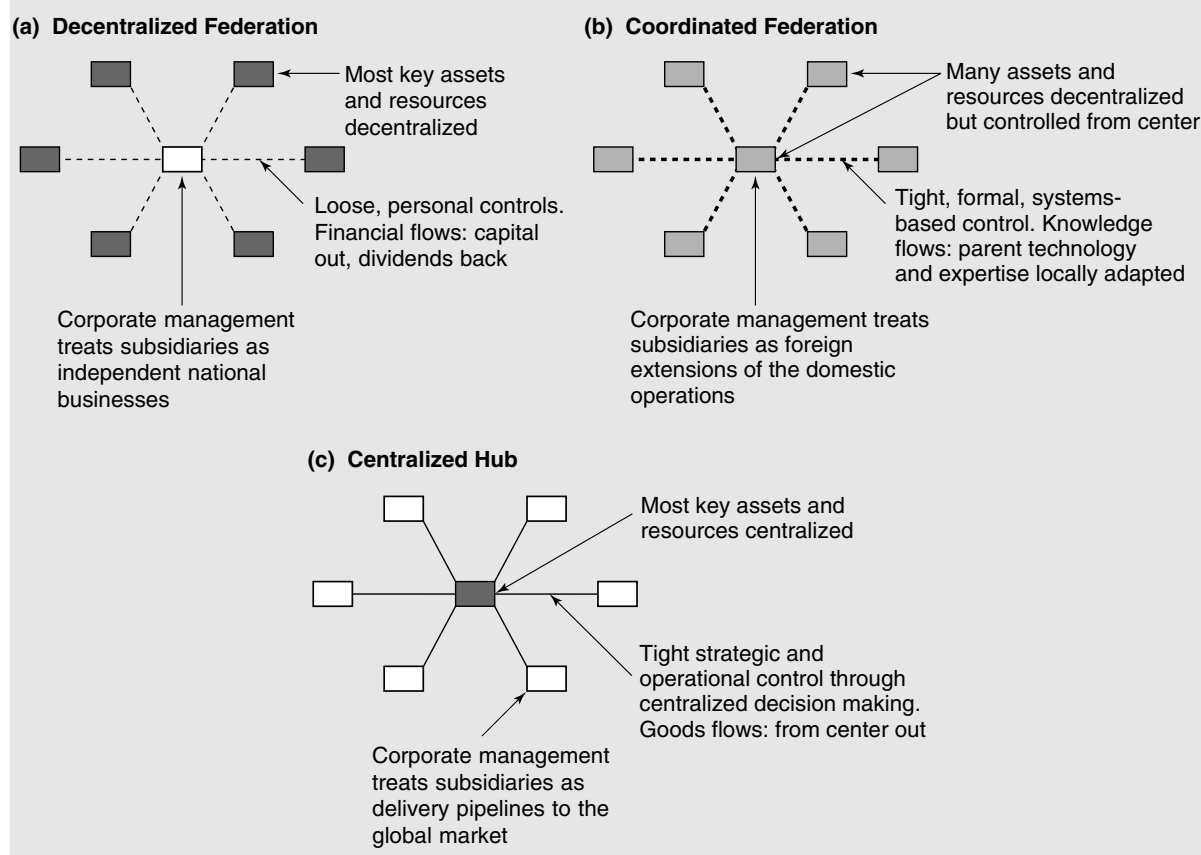 (a) Decentralized Federation
Most key assets
and resources
decentralized
Loose, personal controls.
Financial flows: capital
out, dividends back
Corporate management
treats subsidiaries as
independent national
businesses
(b) Coordinated Federation
Many assets and
resources decentralized
but controlled from center
Tight, formal, systems-
based control. Knowledge
flows: parent technology
and expertise locally adapted
Corporate management treats
subsidiaries as foreign
extensions of the domestic
operations
(c) Centralized Hub
Most key assets and
resources centralized
Tight strategic and
operational control through
centralized decision making.
Goods flows: from center out
Corporate management
treats subsidiaries as
delivery pipelines to the
global market